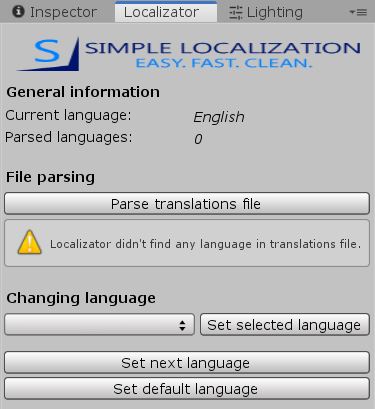 Inspector Localizator Lighting
S SIMPLE LOCALIZATION
EASY. FAST. CLEAN.
General information
Current language: English
Parsed languages: 0
File parsing
Parse translations file
Localizator didn't find any language in translations file.
Changing language
Set selected language
Set next language
Set default language